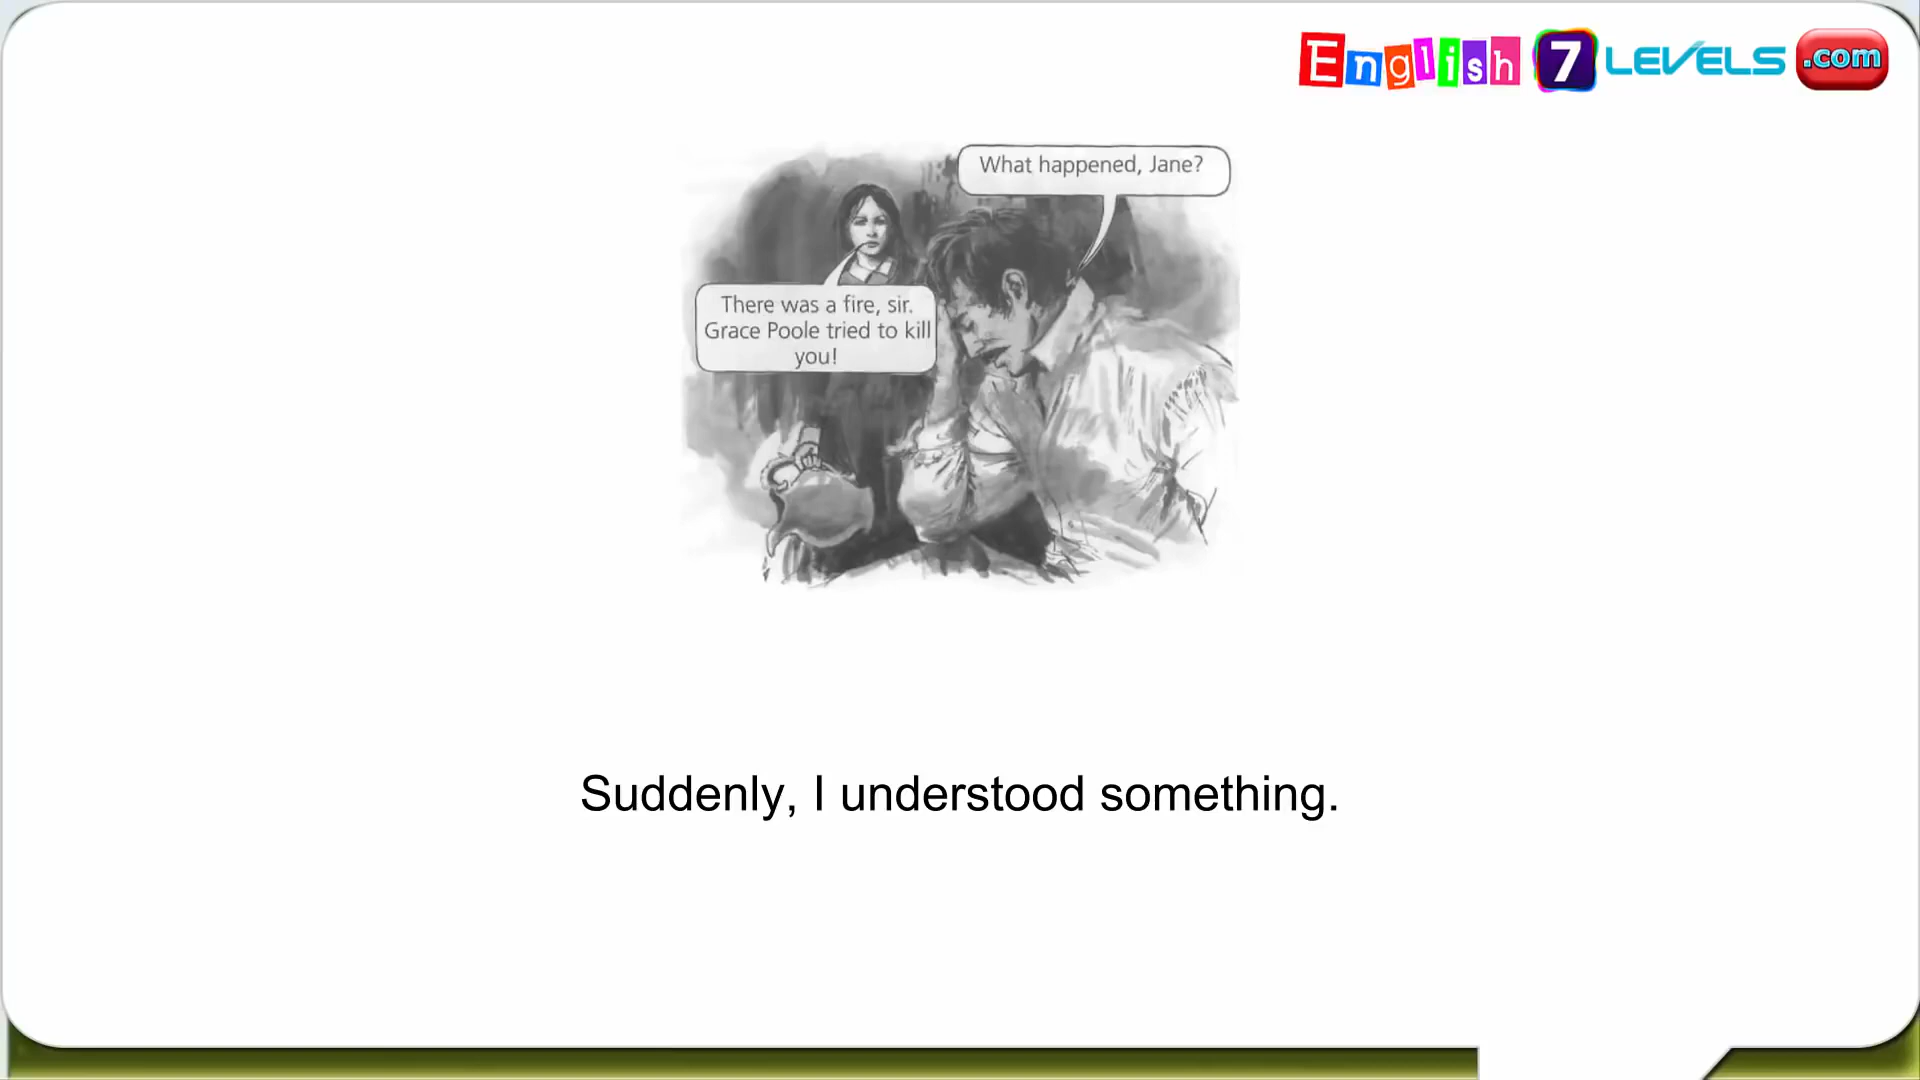 English 7 LEVELS .com
What happened, Jane?
There was a fire, sir.
Grace Poole tried to kill
you!
Suddenly, I understood something.